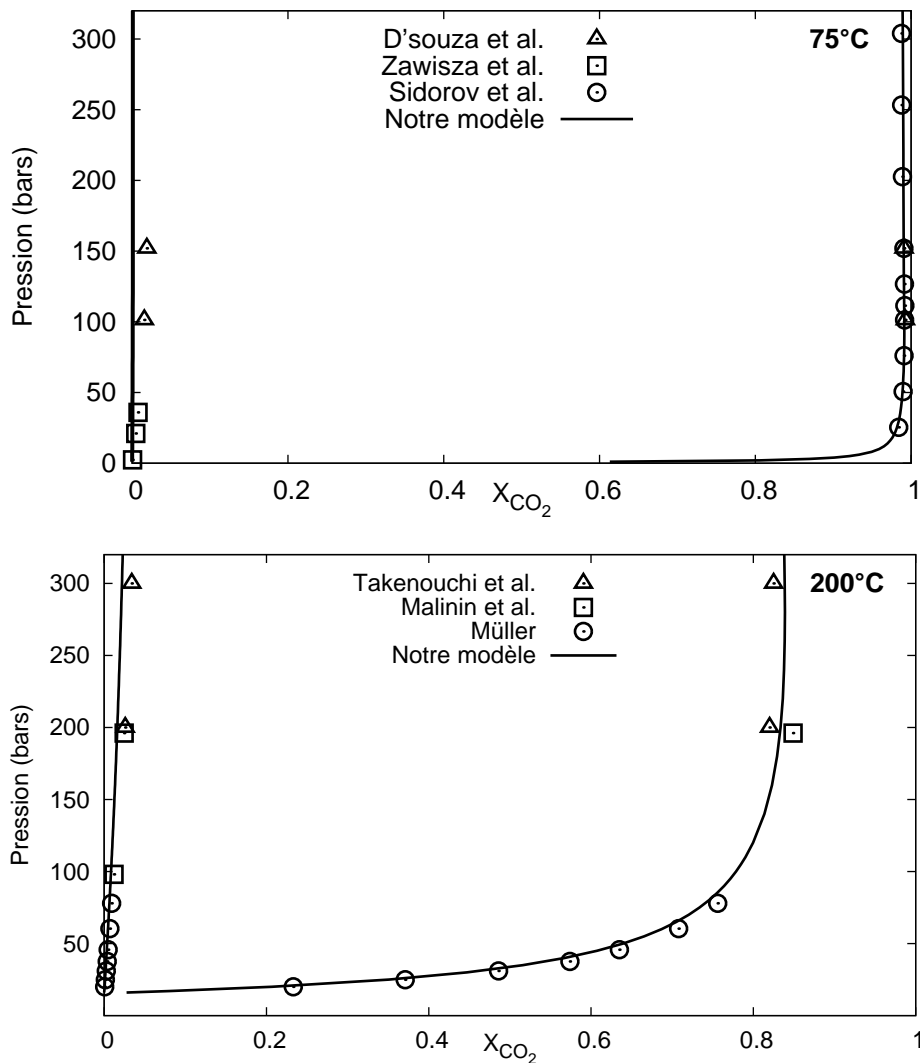 300
250
200
150
100
50
0
Pression (bars)
D'souza et al.
Zawisza et al.
Sidorov et al.
Notre modèle
75°C
0 0.2 0.4 0.6 0.8 1
X_CO2
300
250
200
150
100
50
Pression (bars)
Takenouchi et al.
Malinin et al.
Müller
Notre modèle
200°C
0 0.2 0.4 0.6 0.8 1
X_CO2